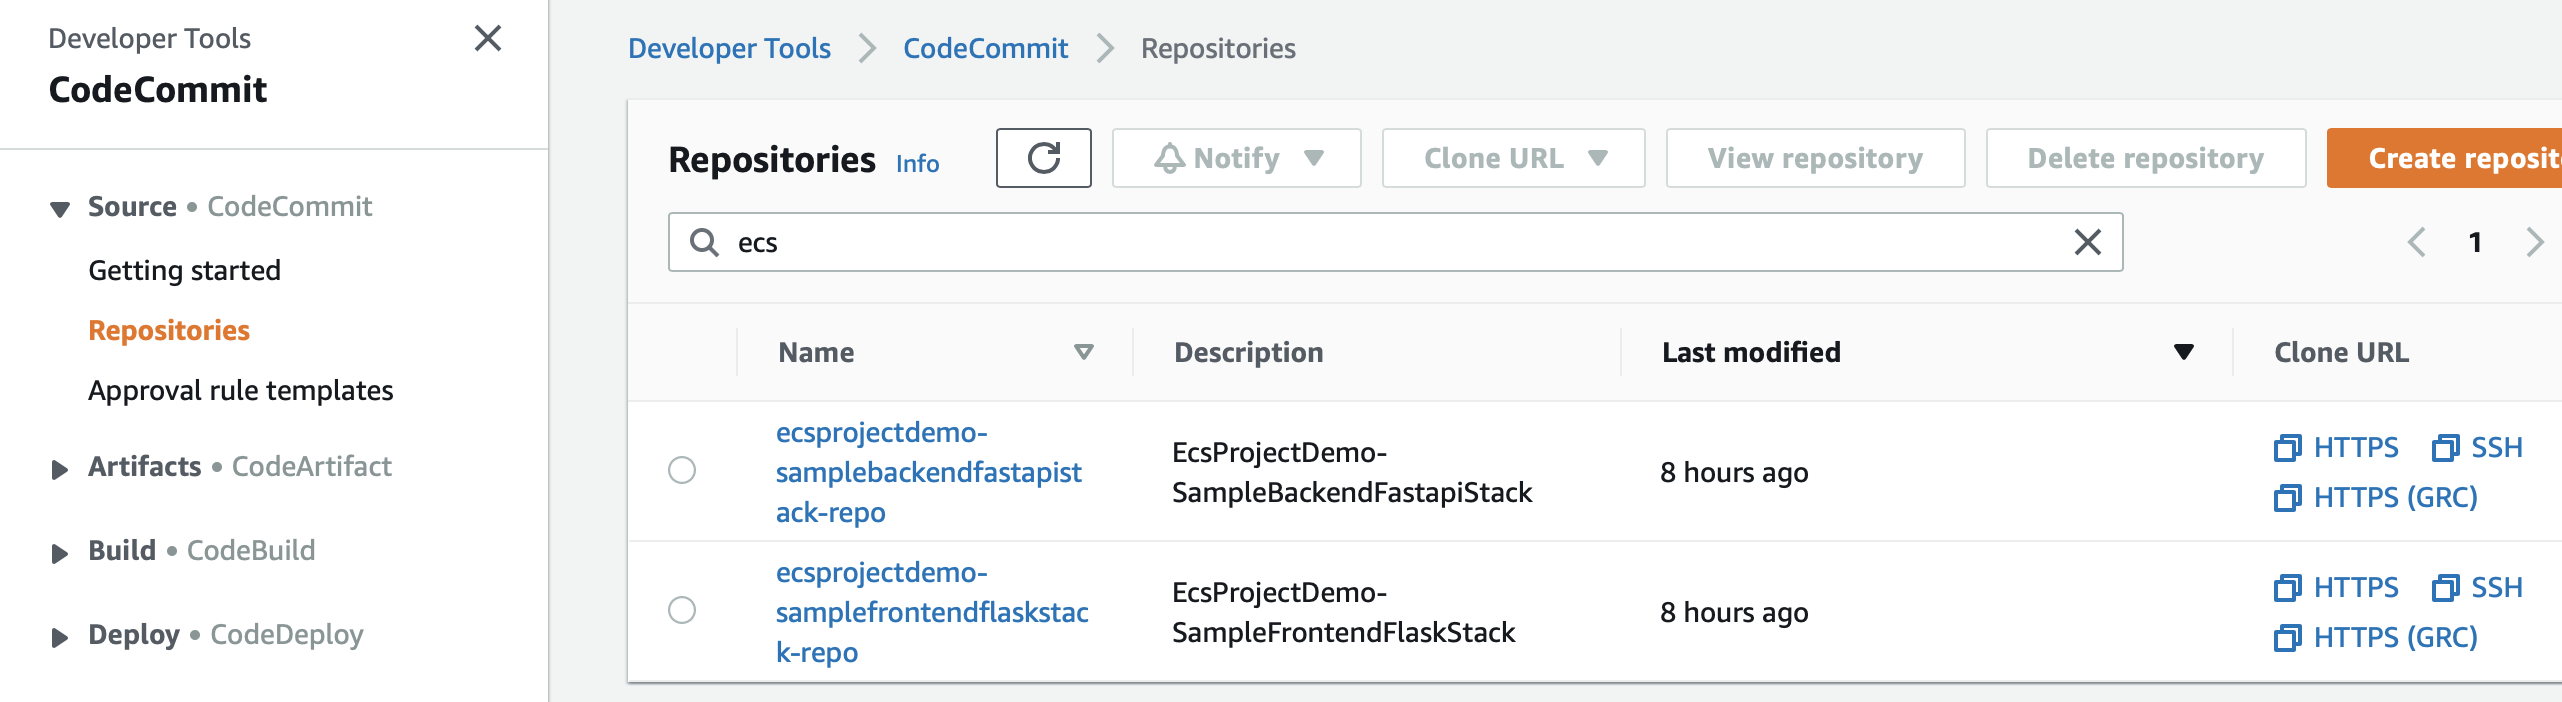 Developer Tools
CodeCommit
Source • CodeCommit
Getting started
Repositories
Approval rule templates
Artifacts • CodeArtifact
Build • CodeBuild
Deploy • CodeDeploy
Developer Tools > CodeCommit > Repositories
Repositories Info Notify Clone URL View repository Delete repository Create reposit
ecs
1
Name Description Last modified Clone URL
ecsprojectdemo-
samplebackendfastapist
ack-repo
EcsProjectDemo-
SampleBackendFastapiStack
8 hours ago
HTTPS SSH
HTTPS (GRC)
ecsprojectdemo-
samplefrontendflaskstac
k-repo
EcsProjectDemo-
SampleFrontendFlaskStack
8 hours ago
HTTPS SSH
HTTPS (GRC)